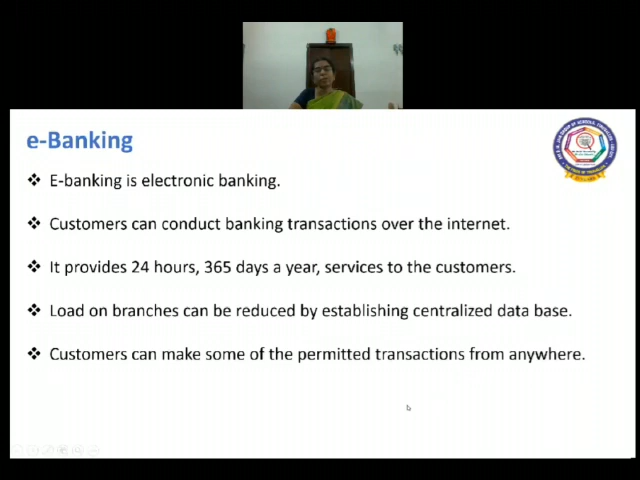 e-Banking
❖ E-banking is electronic banking.
❖ Customers can conduct banking transactions over the internet.
❖ It provides 24 hours, 365 days a year, services to the customers.
❖ Load on branches can be reduced by establishing centralized data base.
❖ Customers can make some of the permitted transactions from anywhere.